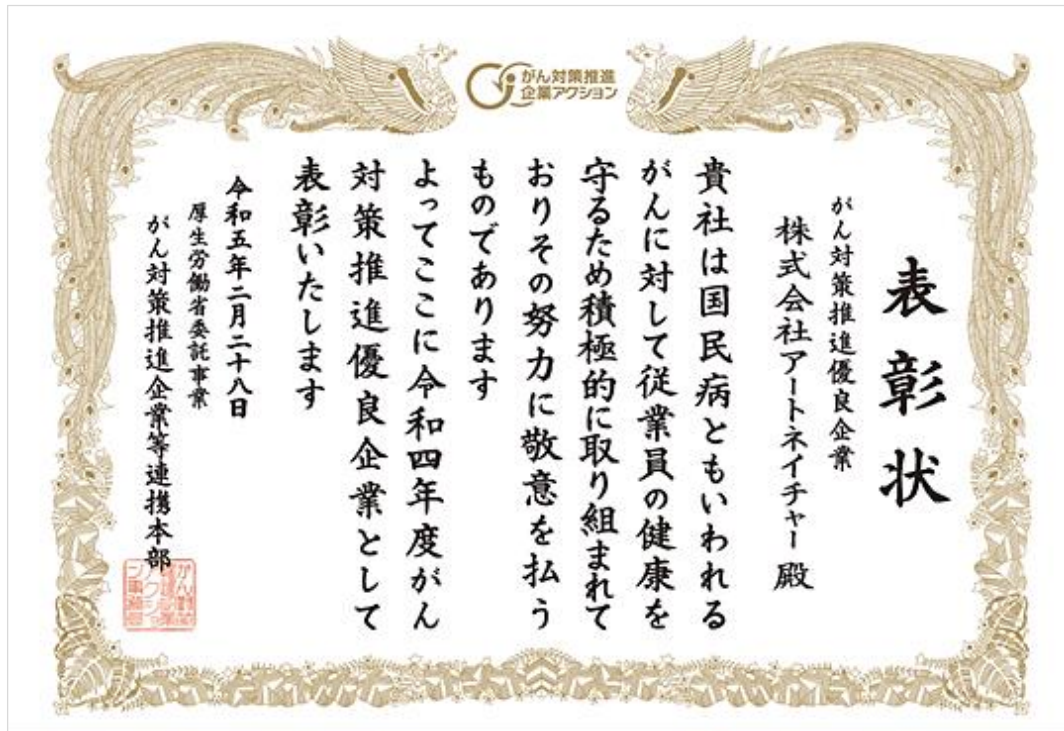 がん対策推進
企業アクション
表彰状
がん対策推進優良企業
株式会社アートネイチャー 殿
貴社は国民病ともいわれる
がんに対して従業員の健康を
守るため積極的に取り組まれて
おりその努力に敬意を払う
ものであります
よってここに令和四年度がん
対策推進優良企業として
表彰いたします
令和五年二月二十八日
厚生労働省委託事業
がん対策推進企業等連携本部